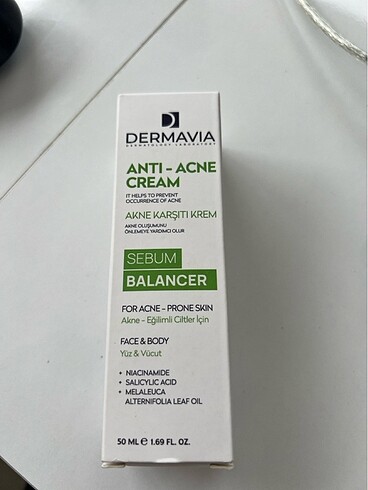 DERMAVIA
DERMATOLOGY LABORATORY
ANTI - ACNE
CREAM
IT HELPS TO PREVENT
OCCURRENCE OF ACNE
AKNE KARŞITI KREM
AKNE OLUŞUMUNU
ÖNLEMEYE YARDIMCI OLUR
SEBUM
BALANCER
FOR ACNE - PRONE SKIN
Akne - Eğilimli Ciltler İçin
FACE & BODY
Yüz & Vücut
+ NIACINAMIDE
+ SALICYLIC ACID
+ MELALEUCA
ALTERNIFOLIA LEAF OIL
50 ML ℮ 1.69 FL. OZ.